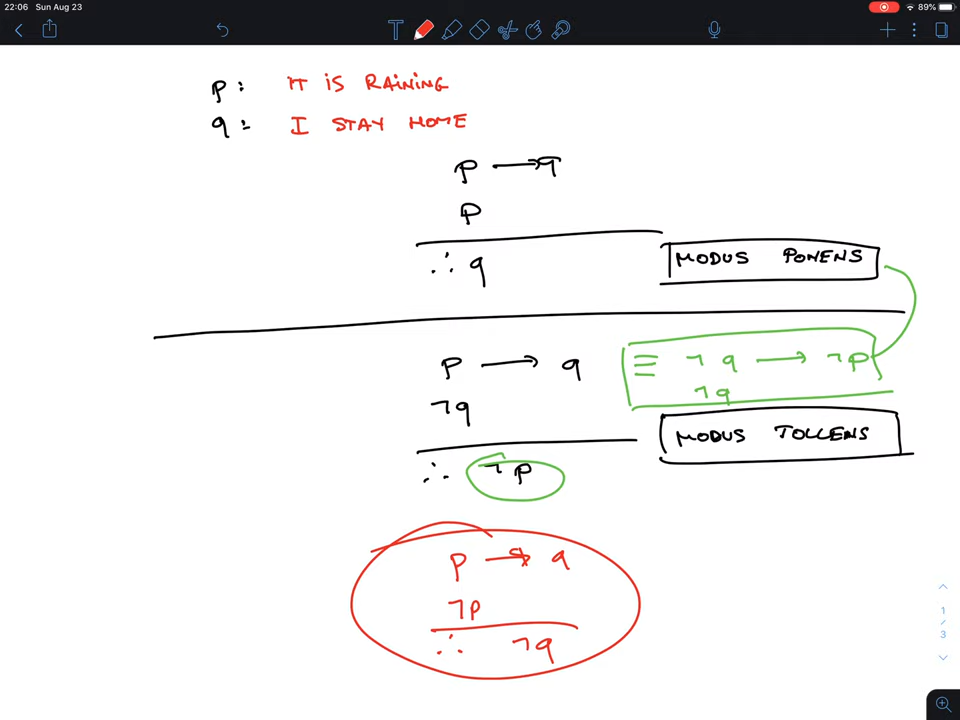 22:06 Sun Aug 23 89%
p: IT IS RAINING
q: I STAY HOME
p → q
p
∴ q
MODUS PONENS
p → q
≡ ¬q → ¬p
¬q
¬q
MODUS TOLLENS
∴ ¬p
p → q
¬p
∴ ¬q
1
/
3